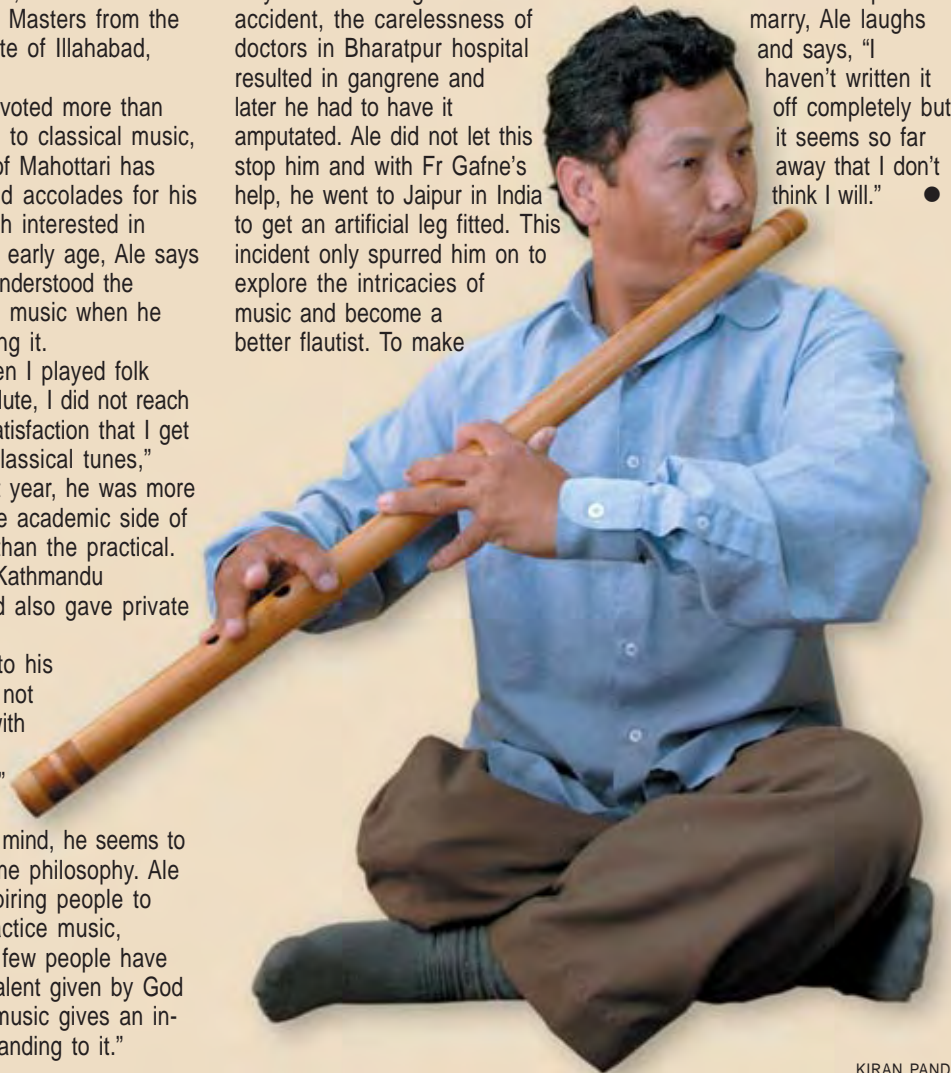 Masters from the
te of Illahabad,
voted more than
to classical music,
of Mahottari has
d accolades for his
h interested in
early age, Ale says
nderstood the
music when he
ng it.
en I played folk
lute, I did not reach
atisfaction that I get
lassical tunes,”
t year, he was more
e academic side of
than the practical.
Kathmandu
d also gave private
to his
not
vith
”
mind, he seems to
me philosophy. Ale
piring people to
actice music,
few people have
alent given by God
music gives an in-
anding to it.”
accident, the carelessness of
doctors in Bharatpur hospital
resulted in gangrene and
later he had to have it
amputated. Ale did not let this
stop him and with Fr Gafne’s
help, he went to Jaipur in India
to get an artificial leg fitted. This
incident only spurred him on to
explore the intricacies of
music and become a
better flautist. To make
marry, Ale laughs
and says, “I
haven’t written it
off completely but
it seems so far
away that I don’t
think I will.” ●
KIRAN PAND